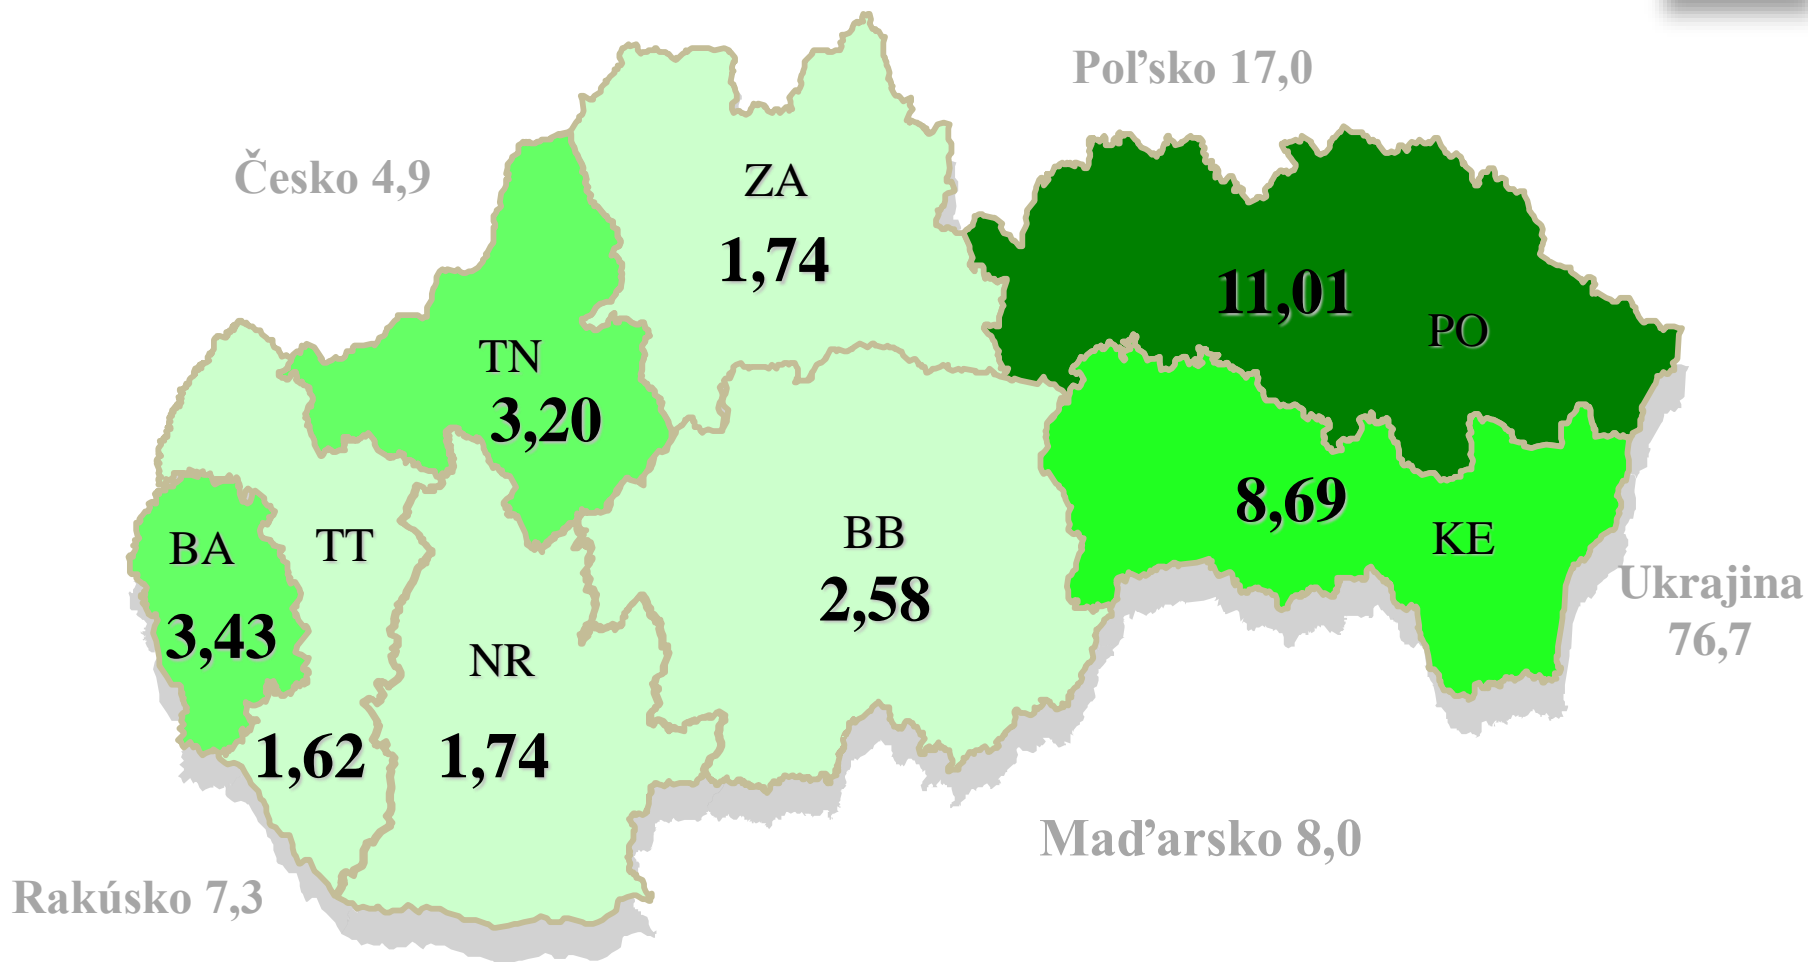 Poľsko 17,0
Česko 4,9
ZA
1,74
11,01
PO
TN
3,20
8,69
KE
BB
2,58
BA
3,43
TT
1,62
NR
1,74
Ukrajina
76,7
Maďarsko 8,0
Rakúsko 7,3